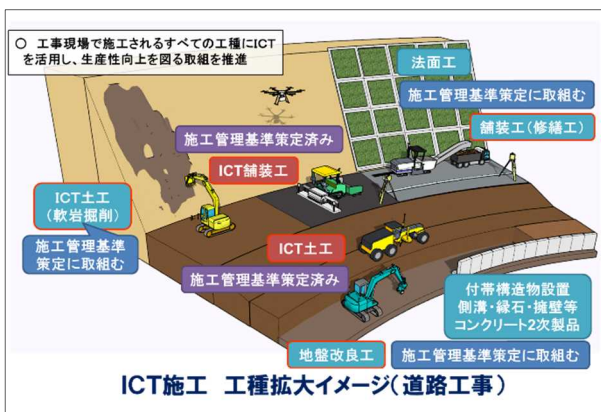 ○ 工事現場で施工されるすべての工種にICT
を活用し、生産性向上を図る取組を推進
法面工
施工管理基準策定に取組む
舗装工(修繕工)
施工管理基準策定済み
ICT舗装工
ICT土工
(軟岩掘削)
施工管理基準
策定に取組む
ICT土工
施工管理基準策定済み
付帯構造物設置
側溝・縁石・擁壁等
コンクリート2次製品
地盤改良工
施工管理基準策定に取組む
ICT施工 工種拡大イメージ(道路工事)